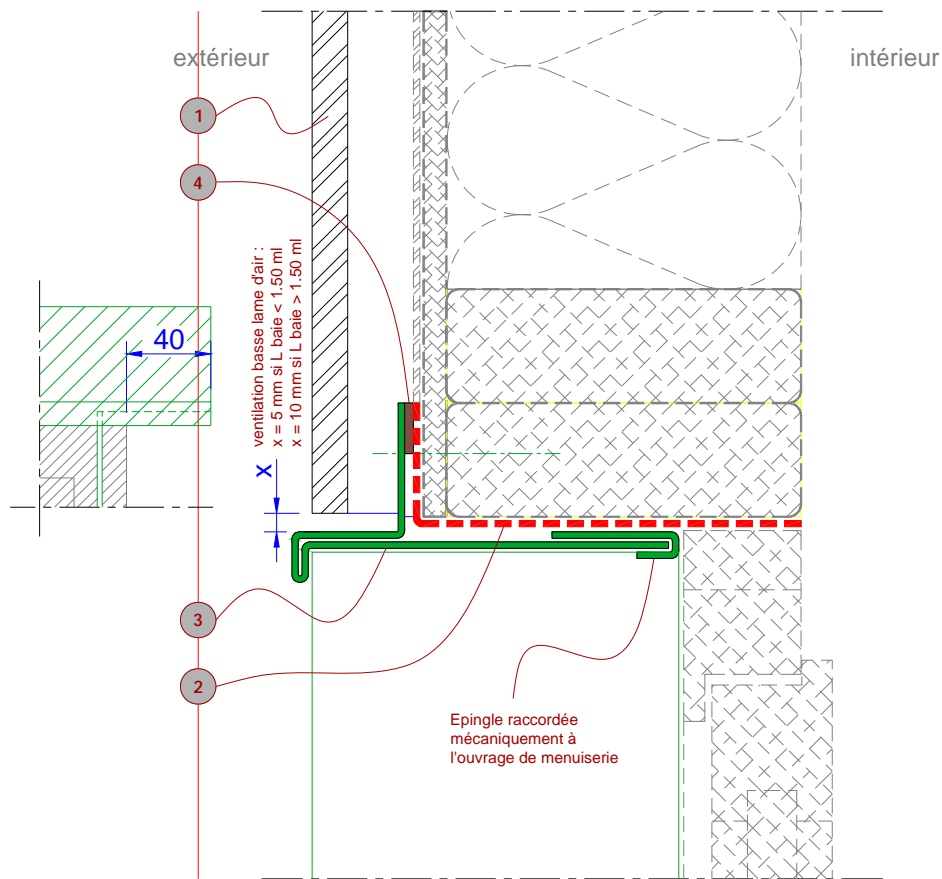 extérieur
intérieur
1
4
ventilation basse lame d'air :
x = 5 mm si L baie < 1.50 ml
x = 10 mm si L baie > 1.50 ml
40
X
3
2
Epingle raccordée
mécaniquement à
l'ouvrage de menuiserie